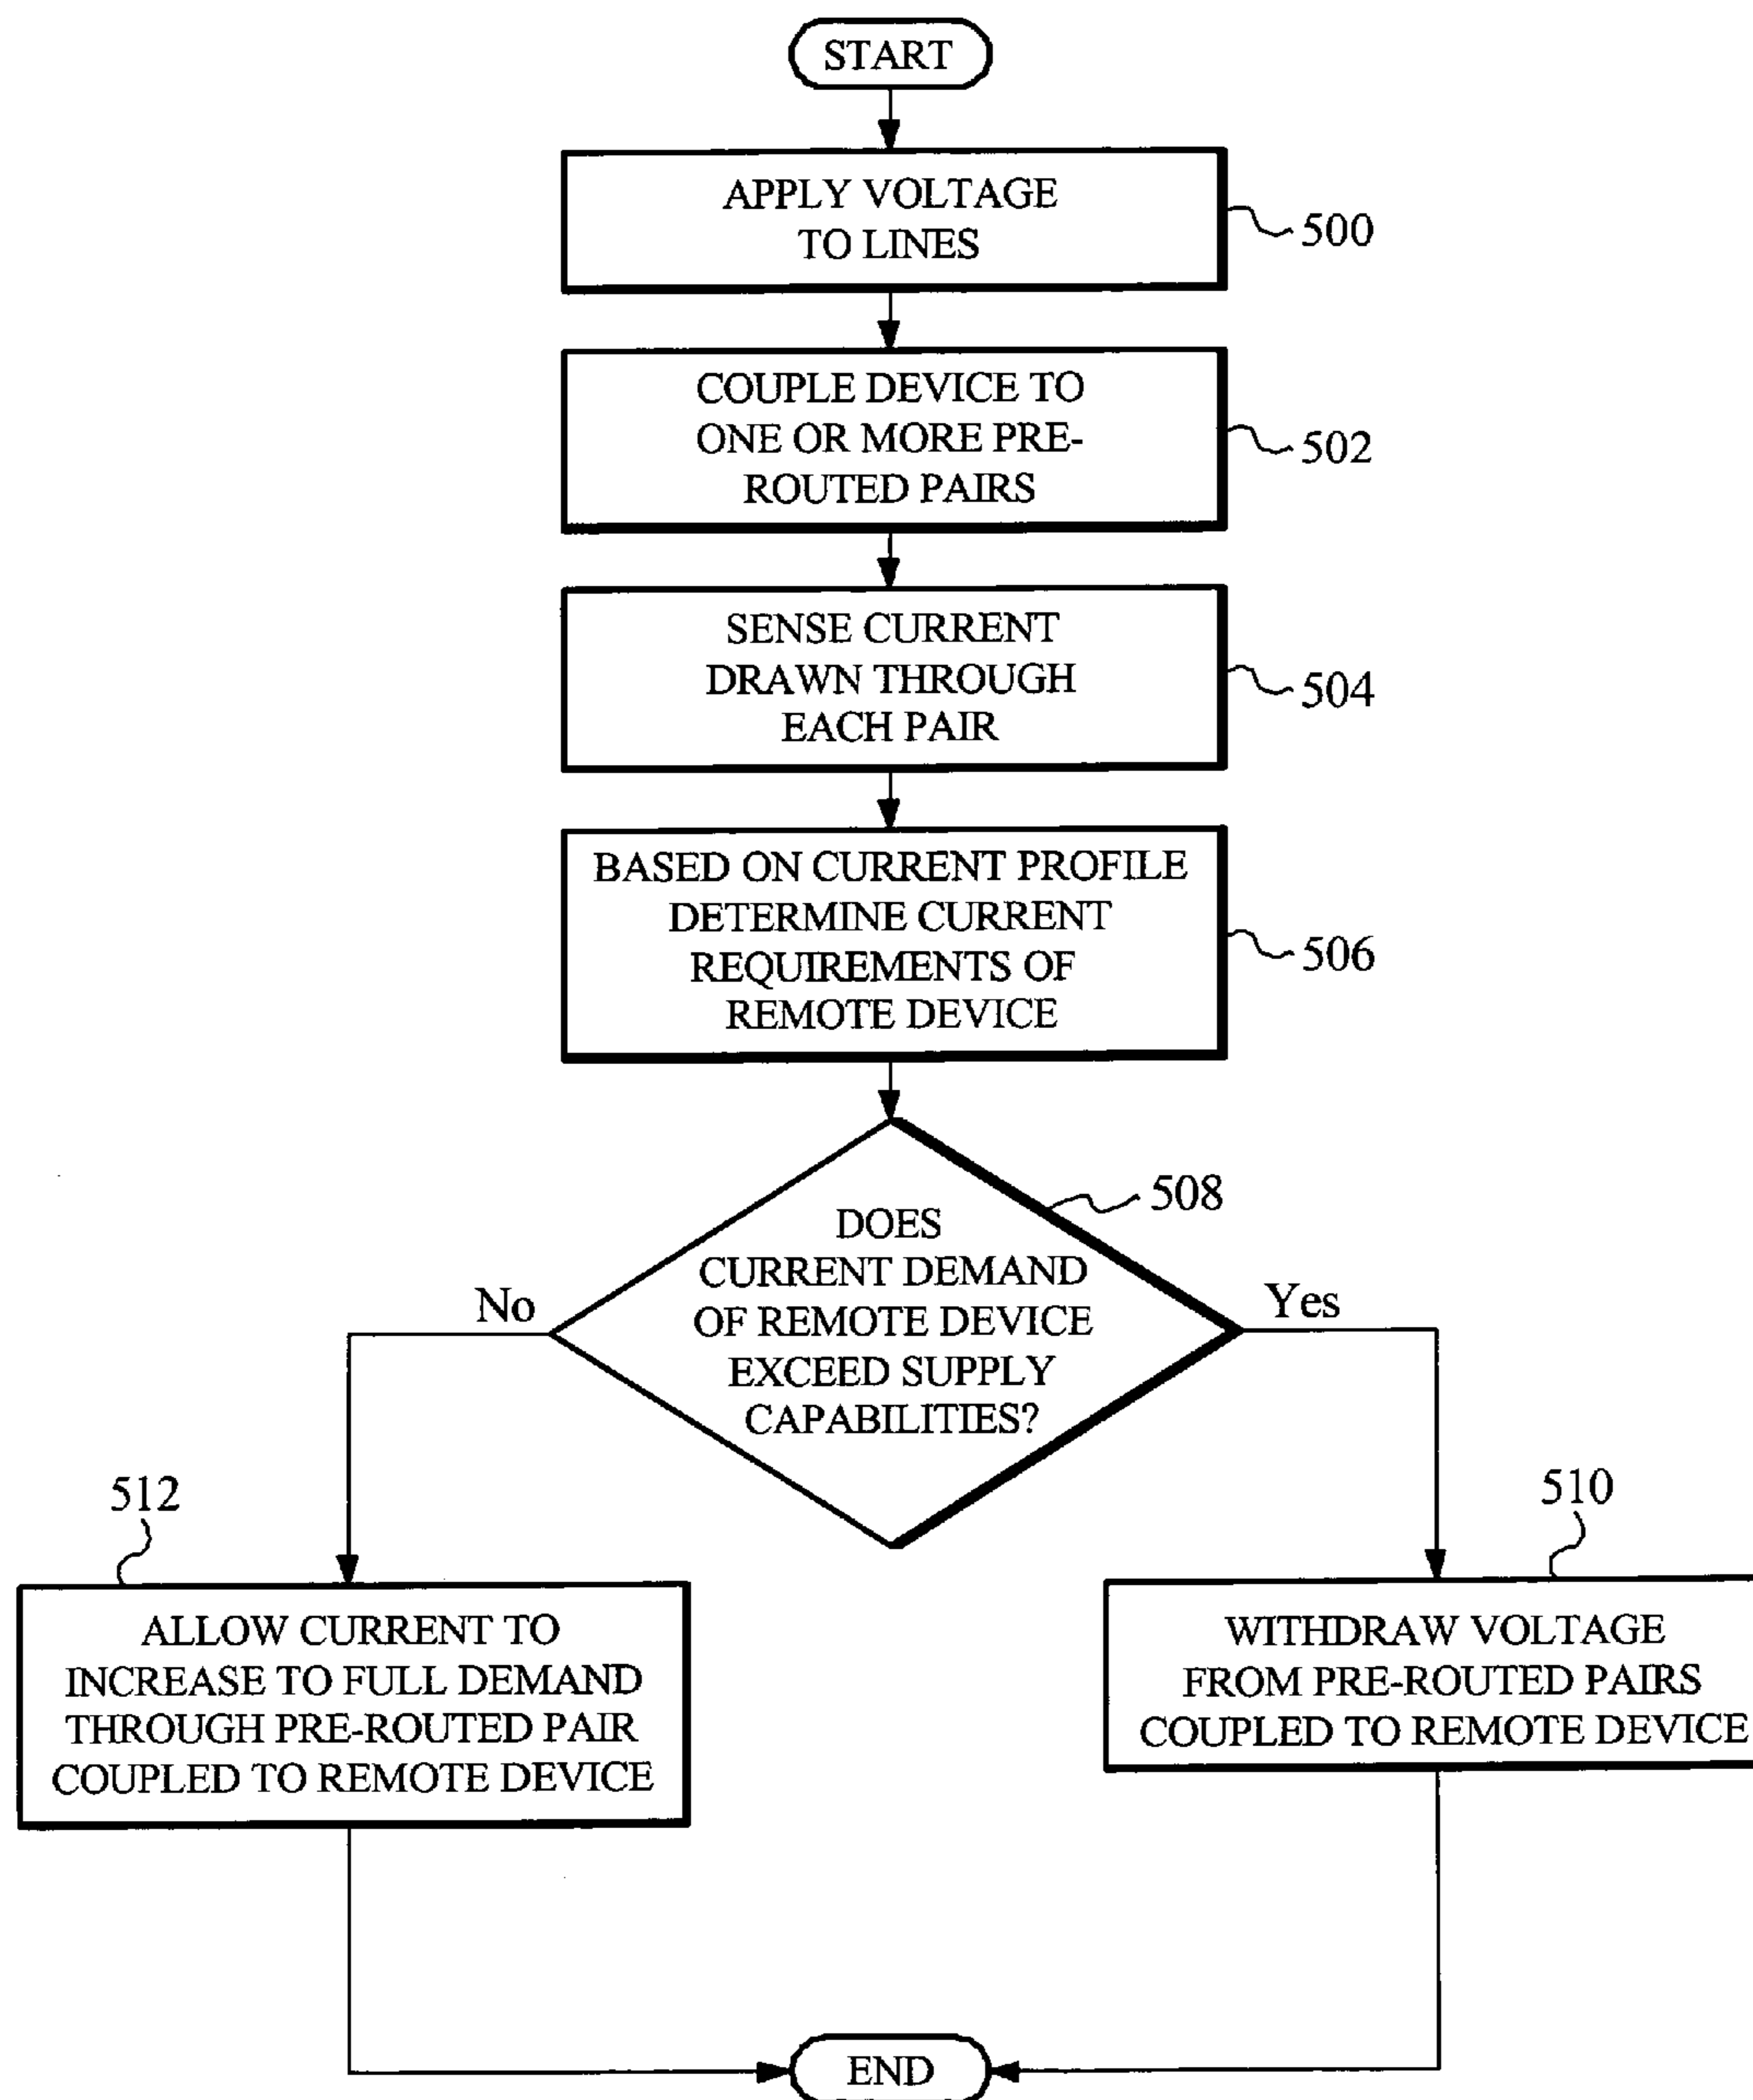 START
APPLY VOLTAGE
TO LINES
500
COUPLE DEVICE TO
ONE OR MORE PRE-
ROUTED PAIRS
502
SENSE CURRENT
DRAWN THROUGH
EACH PAIR
504
BASED ON CURRENT PROFILE
DETERMINE CURRENT
REQUIREMENTS OF
REMOTE DEVICE
506
508
DOES
CURRENT DEMAND
OF REMOTE DEVICE
EXCEED SUPPLY
CAPABILITIES?
No
Yes
512
ALLOW CURRENT TO
INCREASE TO FULL DEMAND
THROUGH PRE-ROUTED PAIR
COUPLED TO REMOTE DEVICE
510
WITHDRAW VOLTAGE
FROM PRE-ROUTED PAIRS
COUPLED TO REMOTE DEVICE
END